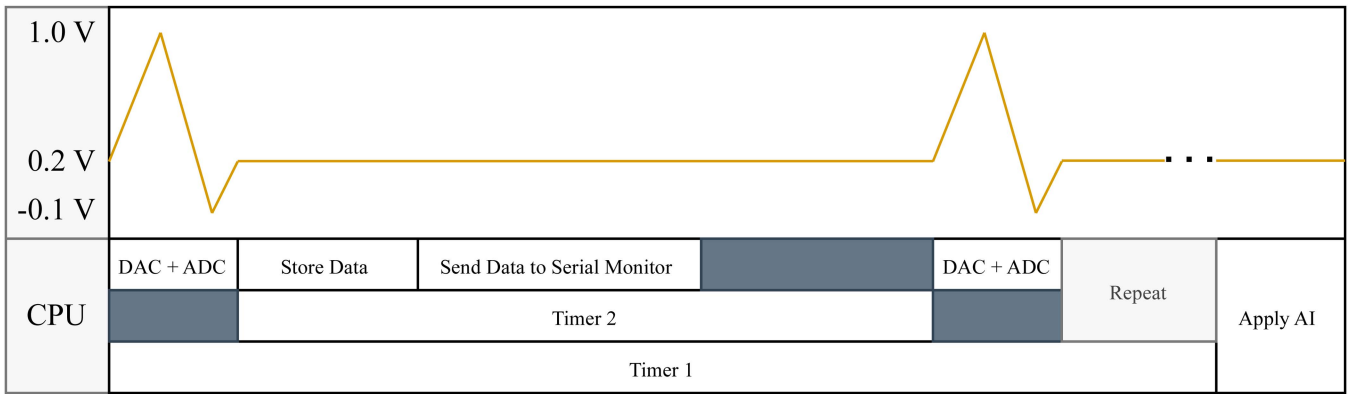 1.0 V
0.2 V
-0.1 V
. . .
CPU
DAC + ADC
Store Data
Send Data to Serial Monitor
DAC + ADC
Repeat
Apply AI
Timer 2
Timer 1